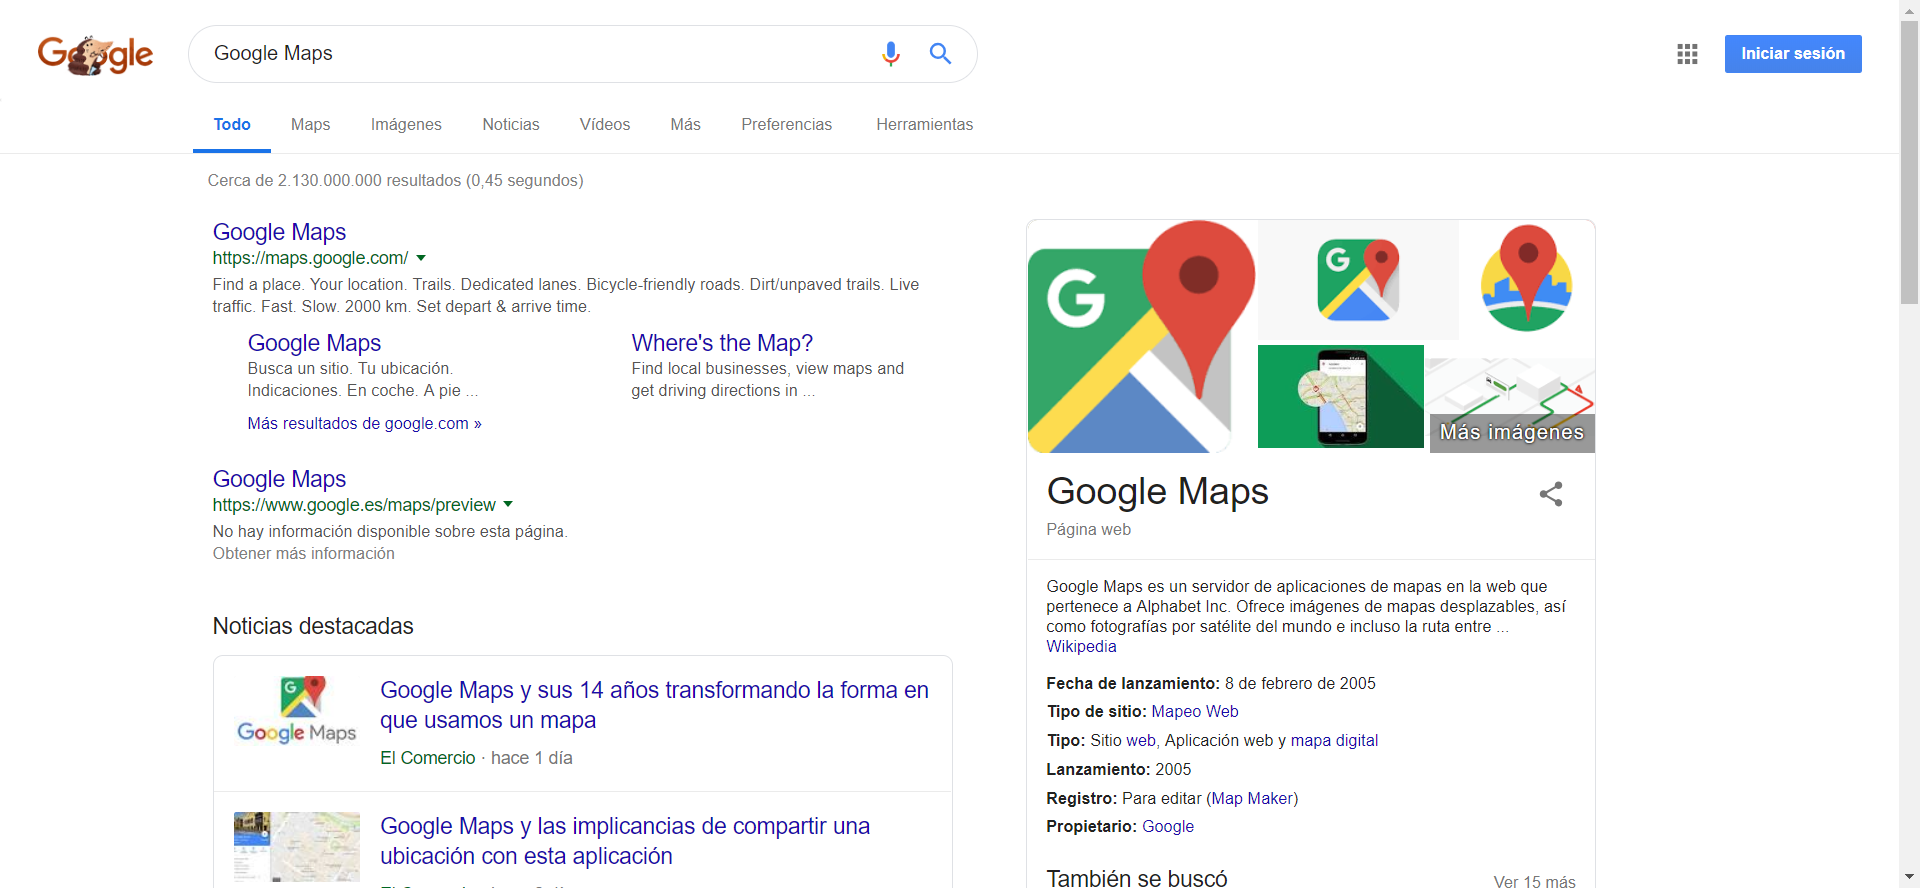 Google
Google Maps
Iniciar sesión
Todo
Maps
Imágenes
Noticias
Vídeos
Más
Preferencias
Herramientas
Cerca de 2.130.000.000 resultados (0,45 segundos)
Google Maps
https://maps.google.com/
Find a place. Your location. Trails. Dedicated lanes. Bicycle-friendly roads. Dirt/unpaved trails. Live
traffic. Fast. Slow. 2000 km. Set depart & arrive time.
Google Maps
Busca un sitio. Tu ubicación.
Indicaciones. En coche. A pie ...
Where's the Map?
Find local businesses, view maps and
get driving directions in ...
Más resultados de google.com »
Google Maps
https://www.google.es/maps/preview
No hay información disponible sobre esta página.
Obtener más información
Noticias destacadas
G
Google Maps
Google Maps y sus 14 años transformando la forma en
que usamos un mapa
El Comercio · hace 1 día
Google Maps y las implicancias de compartir una
ubicación con esta aplicación
G
G
Más imágenes
Google Maps
Página web
Google Maps es un servidor de aplicaciones de mapas en la web que
pertenece a Alphabet Inc. Ofrece imágenes de mapas desplazables, así
como fotografías por satélite del mundo e incluso la ruta entre ...
Wikipedia
Fecha de lanzamiento: 8 de febrero de 2005
Tipo de sitio: Mapeo Web
Tipo: Sitio web, Aplicación web y mapa digital
Lanzamiento: 2005
Registro: Para editar (Map Maker)
Propietario: Google
También se buscó
Ver 15 más